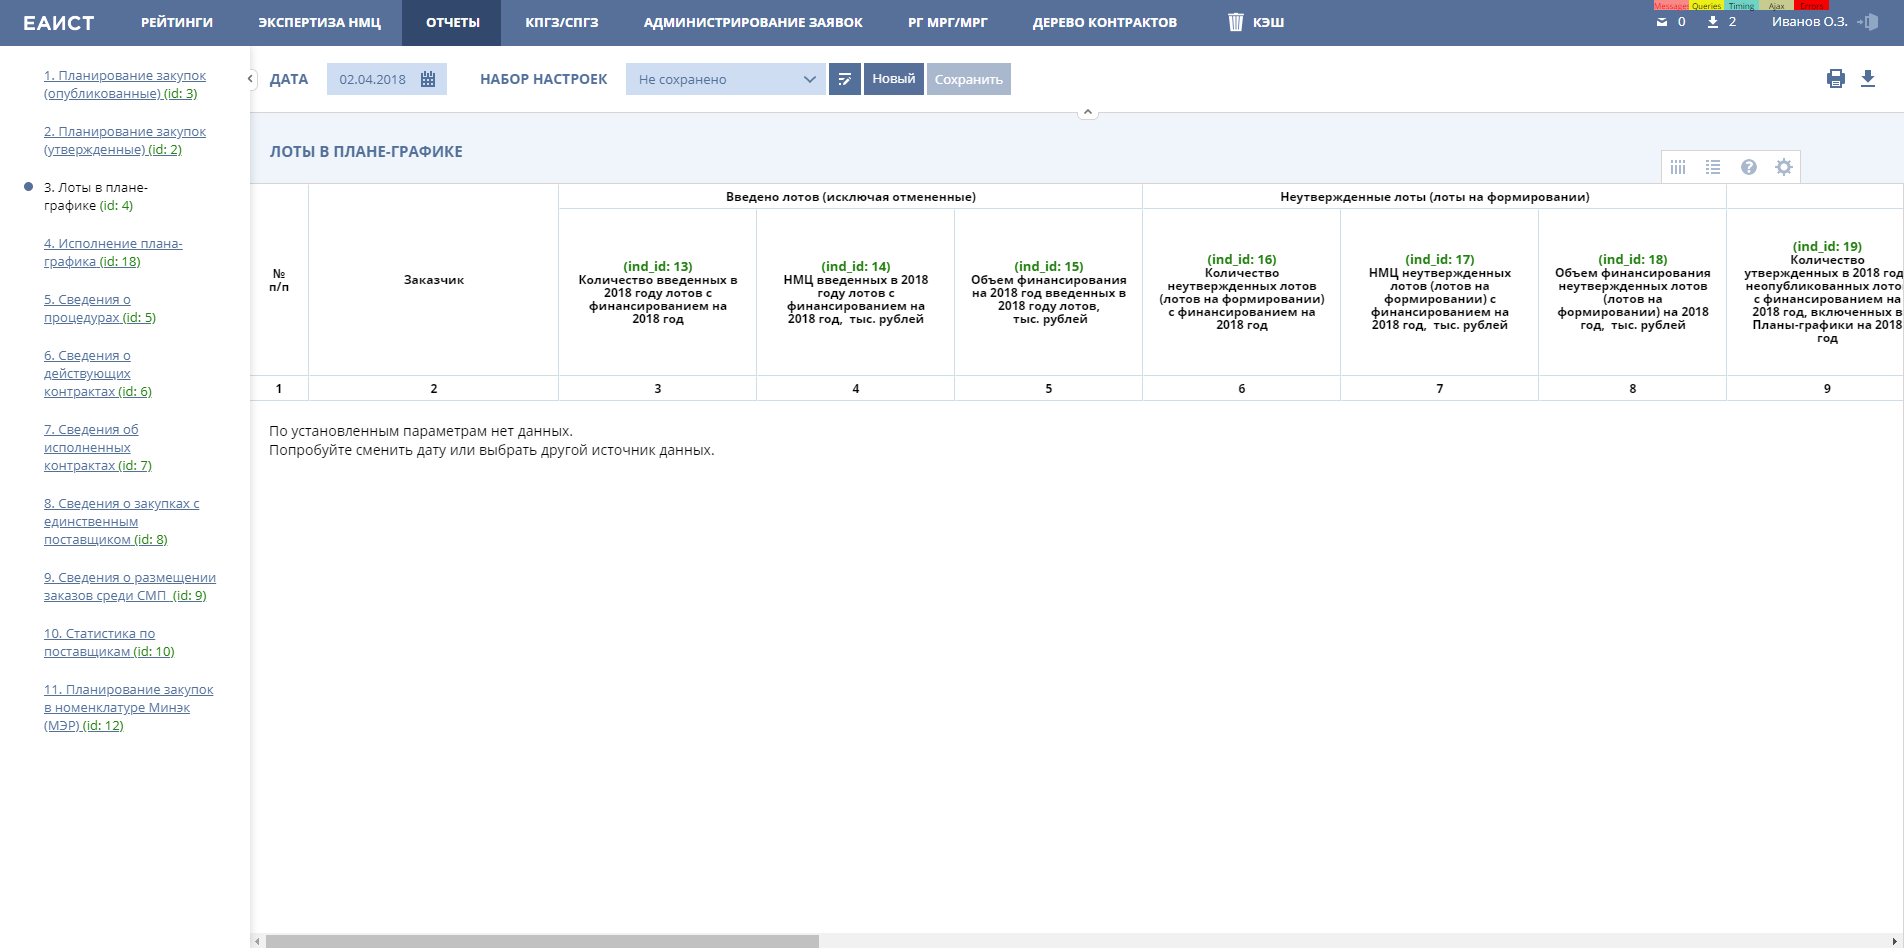 ЕАИСТ
РЕЙТИНГИ
ЭКСПЕРТИЗА НМЦ
ОТЧЕТЫ
КПГЗ/СПГЗ
АДМИНИСТРИРОВАНИЕ ЗАЯВОК
РГ МРГ/МРГ
ДЕРЕВО КОНТРАКТОВ
КЭШ
Messages Queries Timing Ajax Errors
0
2
Иванов О.З.
1. Планирование закупок
(опубликованные) (id: 3)
2. Планирование закупок
(утвержденные) (id: 2)
3. Лоты в плане-
графике (id: 4)
4. Исполнение плана-
графика (id: 18)
5. Сведения о
процедурах (id: 5)
6. Сведения о
действующих
контрактах (id: 6)
7. Сведения об
исполненных
контрактах (id: 7)
8. Сведения о закупках с
единственным
поставщиком (id: 8)
9. Сведения о размещении
заказов среди СМП (id: 9)
10. Статистика по
поставщикам (id: 10)
11. Планирование закупок
в номенклатуре Минэк
(МЭР) (id: 12)
ДАТА
02.04.2018
НАБОР НАСТРОЕК
Не сохранено
Новый
Сохранить
ЛОТЫ В ПЛАНЕ-ГРАФИКЕ
№
п/п
Заказчик
Введено лотов (исключая отмененные)
(ind_id: 13)
Количество введенных в
2018 году лотов с
финансированием на
2018 год
(ind_id: 14)
НМЦ введенных в 2018
году лотов с
финансированием на
2018 год, тыс. рублей
(ind_id: 15)
Объем финансирования
на 2018 год введенных в
2018 году лотов,
тыс. рублей
Неутвержденные лоты (лоты на формировании)
(ind_id: 16)
Количество
неутвержденных лотов
(лотов на формировании)
с финансированием на
2018 год
(ind_id: 17)
НМЦ неутвержденных
лотов (лотов на
формировании) с
финансированием на
2018 год, тыс. рублей
(ind_id: 18)
Объем финансирования
неутвержденных лотов
(лотов на
формировании) на 2018
год, тыс. рублей
(ind_id: 19)
Количество
утвержденных в 2018 год
неопубликованных лото
с финансированием на
2018 год, включенных в
Планы-графики на 2018
год
1 2 3 4 5 6 7 8 9
По установленным параметрам нет данных.
Попробуйте сменить дату или выбрать другой источник данных.